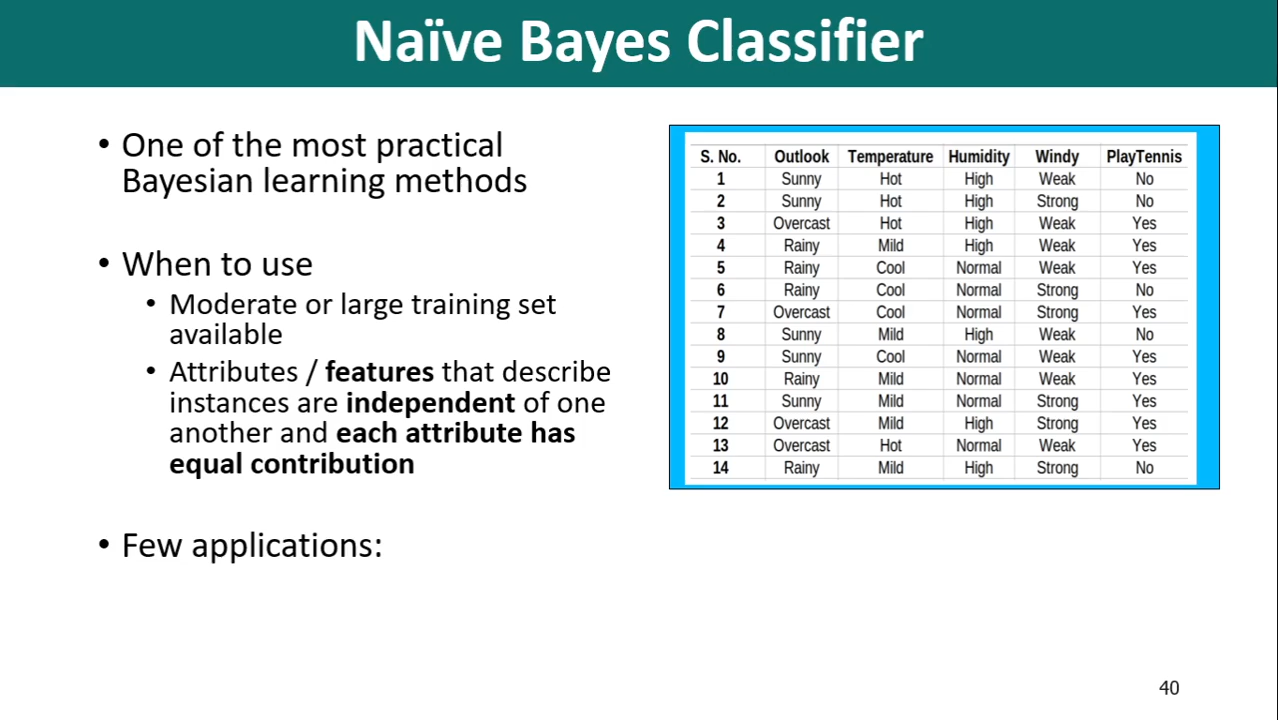 Naïve Bayes Classifier
• One of the most practical
Bayesian learning methods
• When to use
• Moderate or large training set
available
• Attributes / features that describe
instances are independent of one
another and each attribute has
equal contribution
• Few applications:
S. No. Outlook Temperature Humidity Windy PlayTennis
1 Sunny Hot High Weak No
2 Sunny Hot High Strong No
3 Overcast Hot High Weak Yes
4 Rainy Mild High Weak Yes
5 Rainy Cool Normal Weak Yes
6 Rainy Cool Normal Strong No
7 Overcast Cool Normal Strong Yes
8 Sunny Mild High Weak No
9 Sunny Cool Normal Weak Yes
10 Rainy Mild Normal Weak Yes
11 Sunny Mild Normal Strong Yes
12 Overcast Mild High Strong Yes
13 Overcast Hot Normal Weak Yes
14 Rainy Mild High Strong No
40